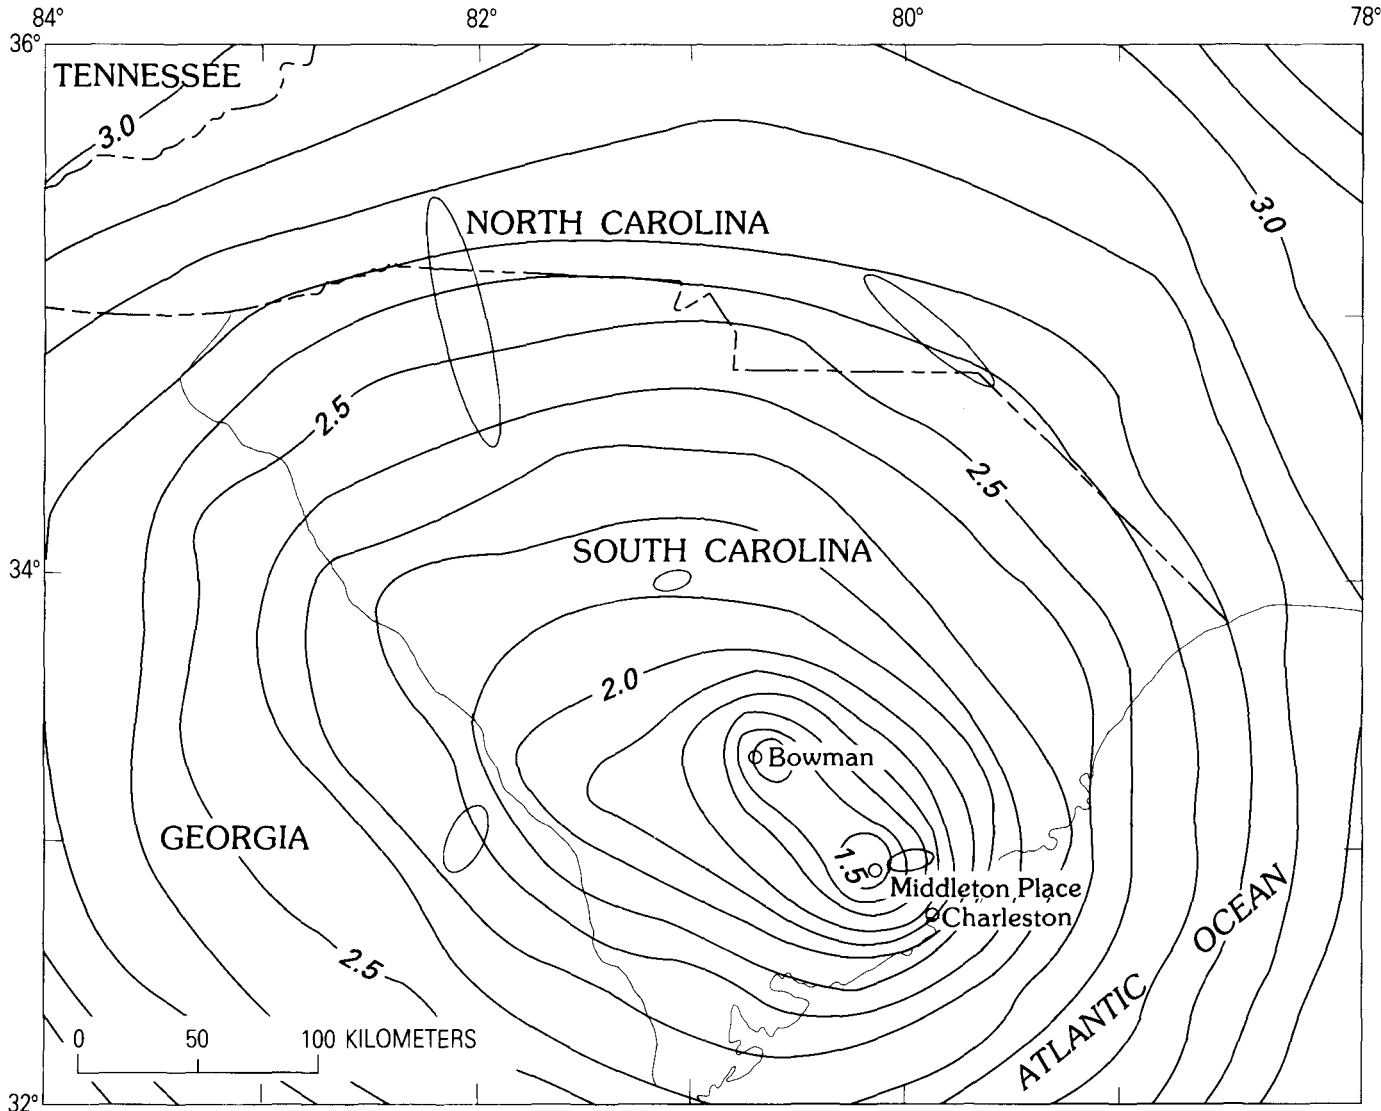 84° 82° 80° 78°
36°
TENNESSEE
3.0
3.0
NORTH CAROLINA
2.5
2.5
SOUTH CAROLINA
34°
2.0
Bowman
GEORGIA
1.5
Middleton Place
Charleston
OCEAN
2.5
ATLANTIC
0 50 100 KILOMETERS
32°